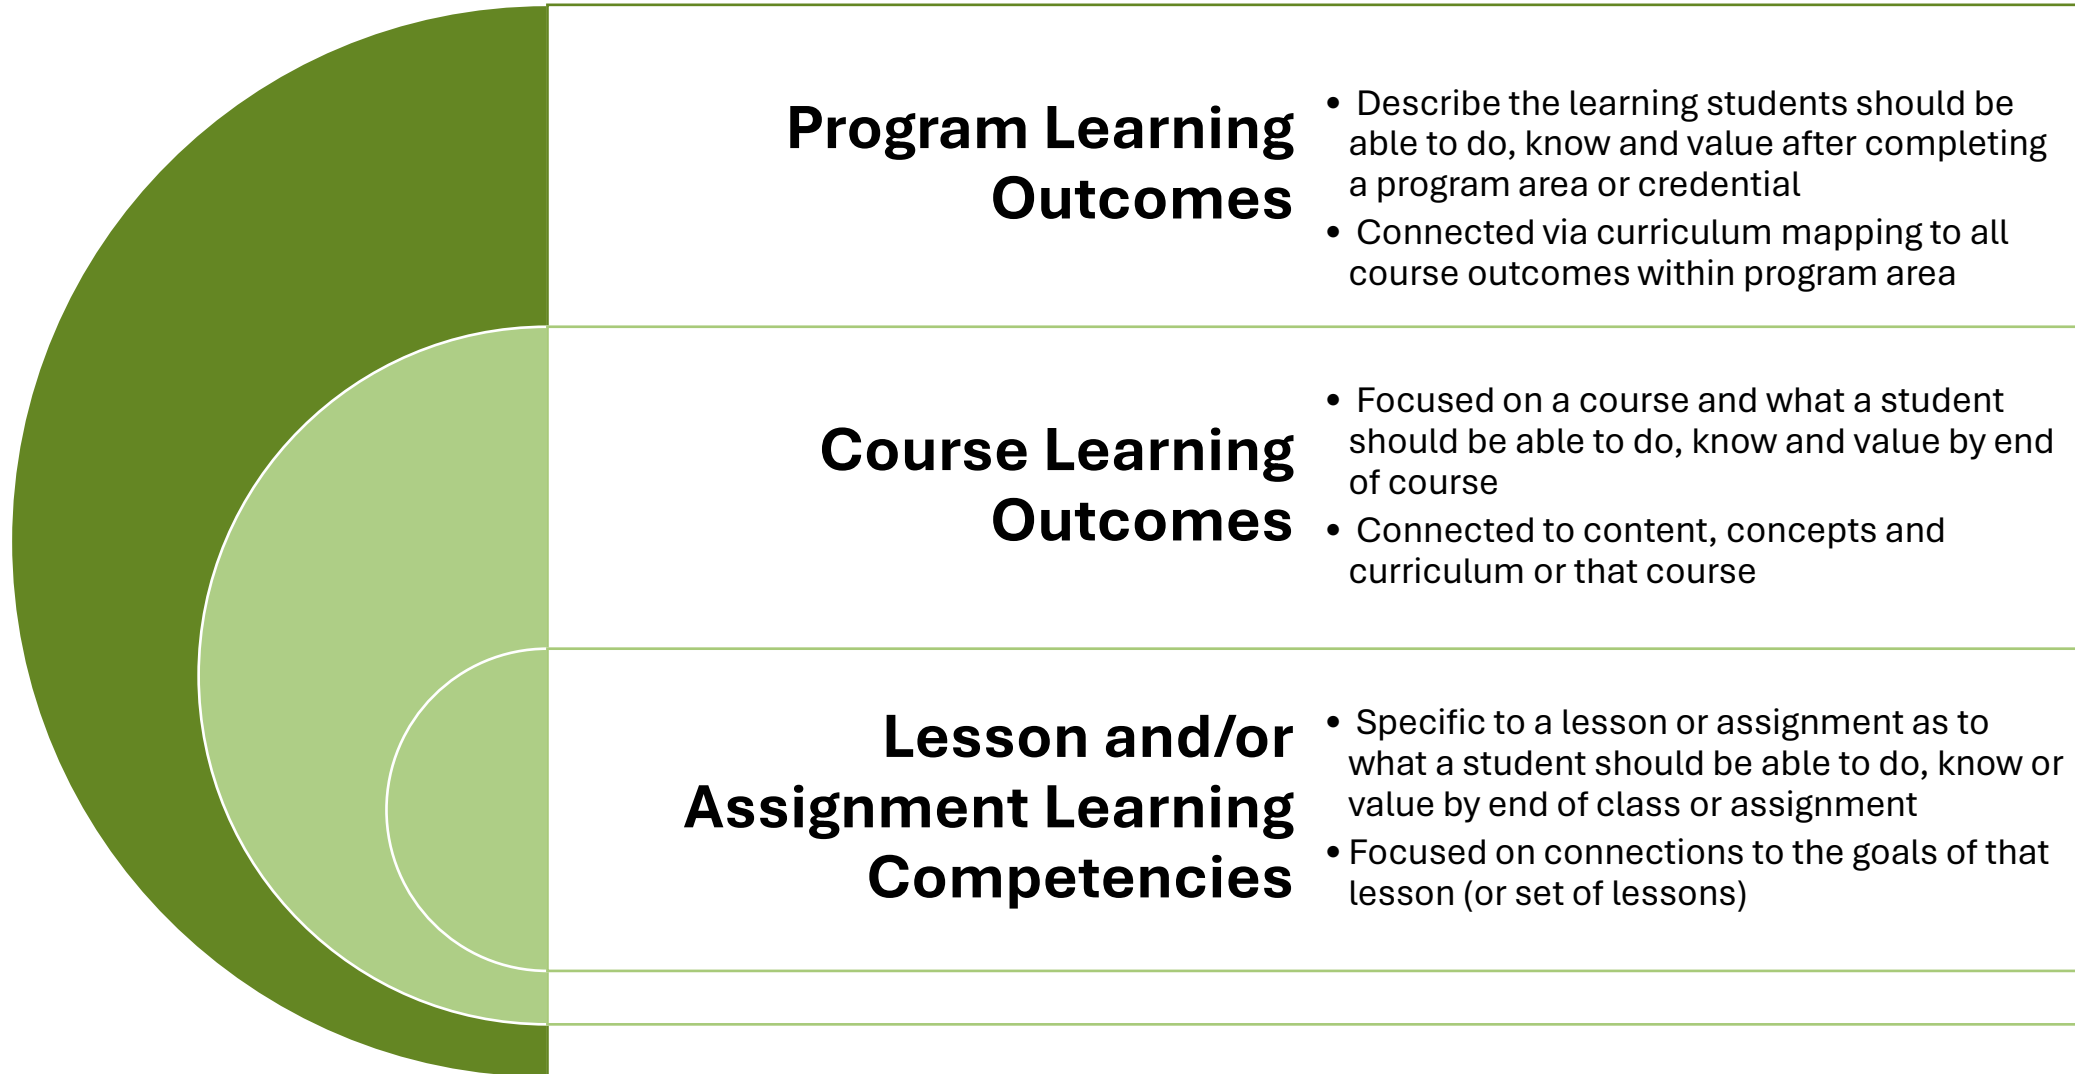 Program Learning
Outcomes
• Describe the learning students should be
able to do, know and value after completing
a program area or credential
• Connected via curriculum mapping to all
course outcomes within program area
Course Learning
Outcomes
• Focused on a course and what a student
should be able to do, know and value by end
of course
• Connected to content, concepts and
curriculum or that course
Lesson and/or
Assignment Learning
Competencies
• Specific to a lesson or assignment as to
what a student should be able to do, know or
value by end of class or assignment
• Focused on connections to the goals of that
lesson (or set of lessons)